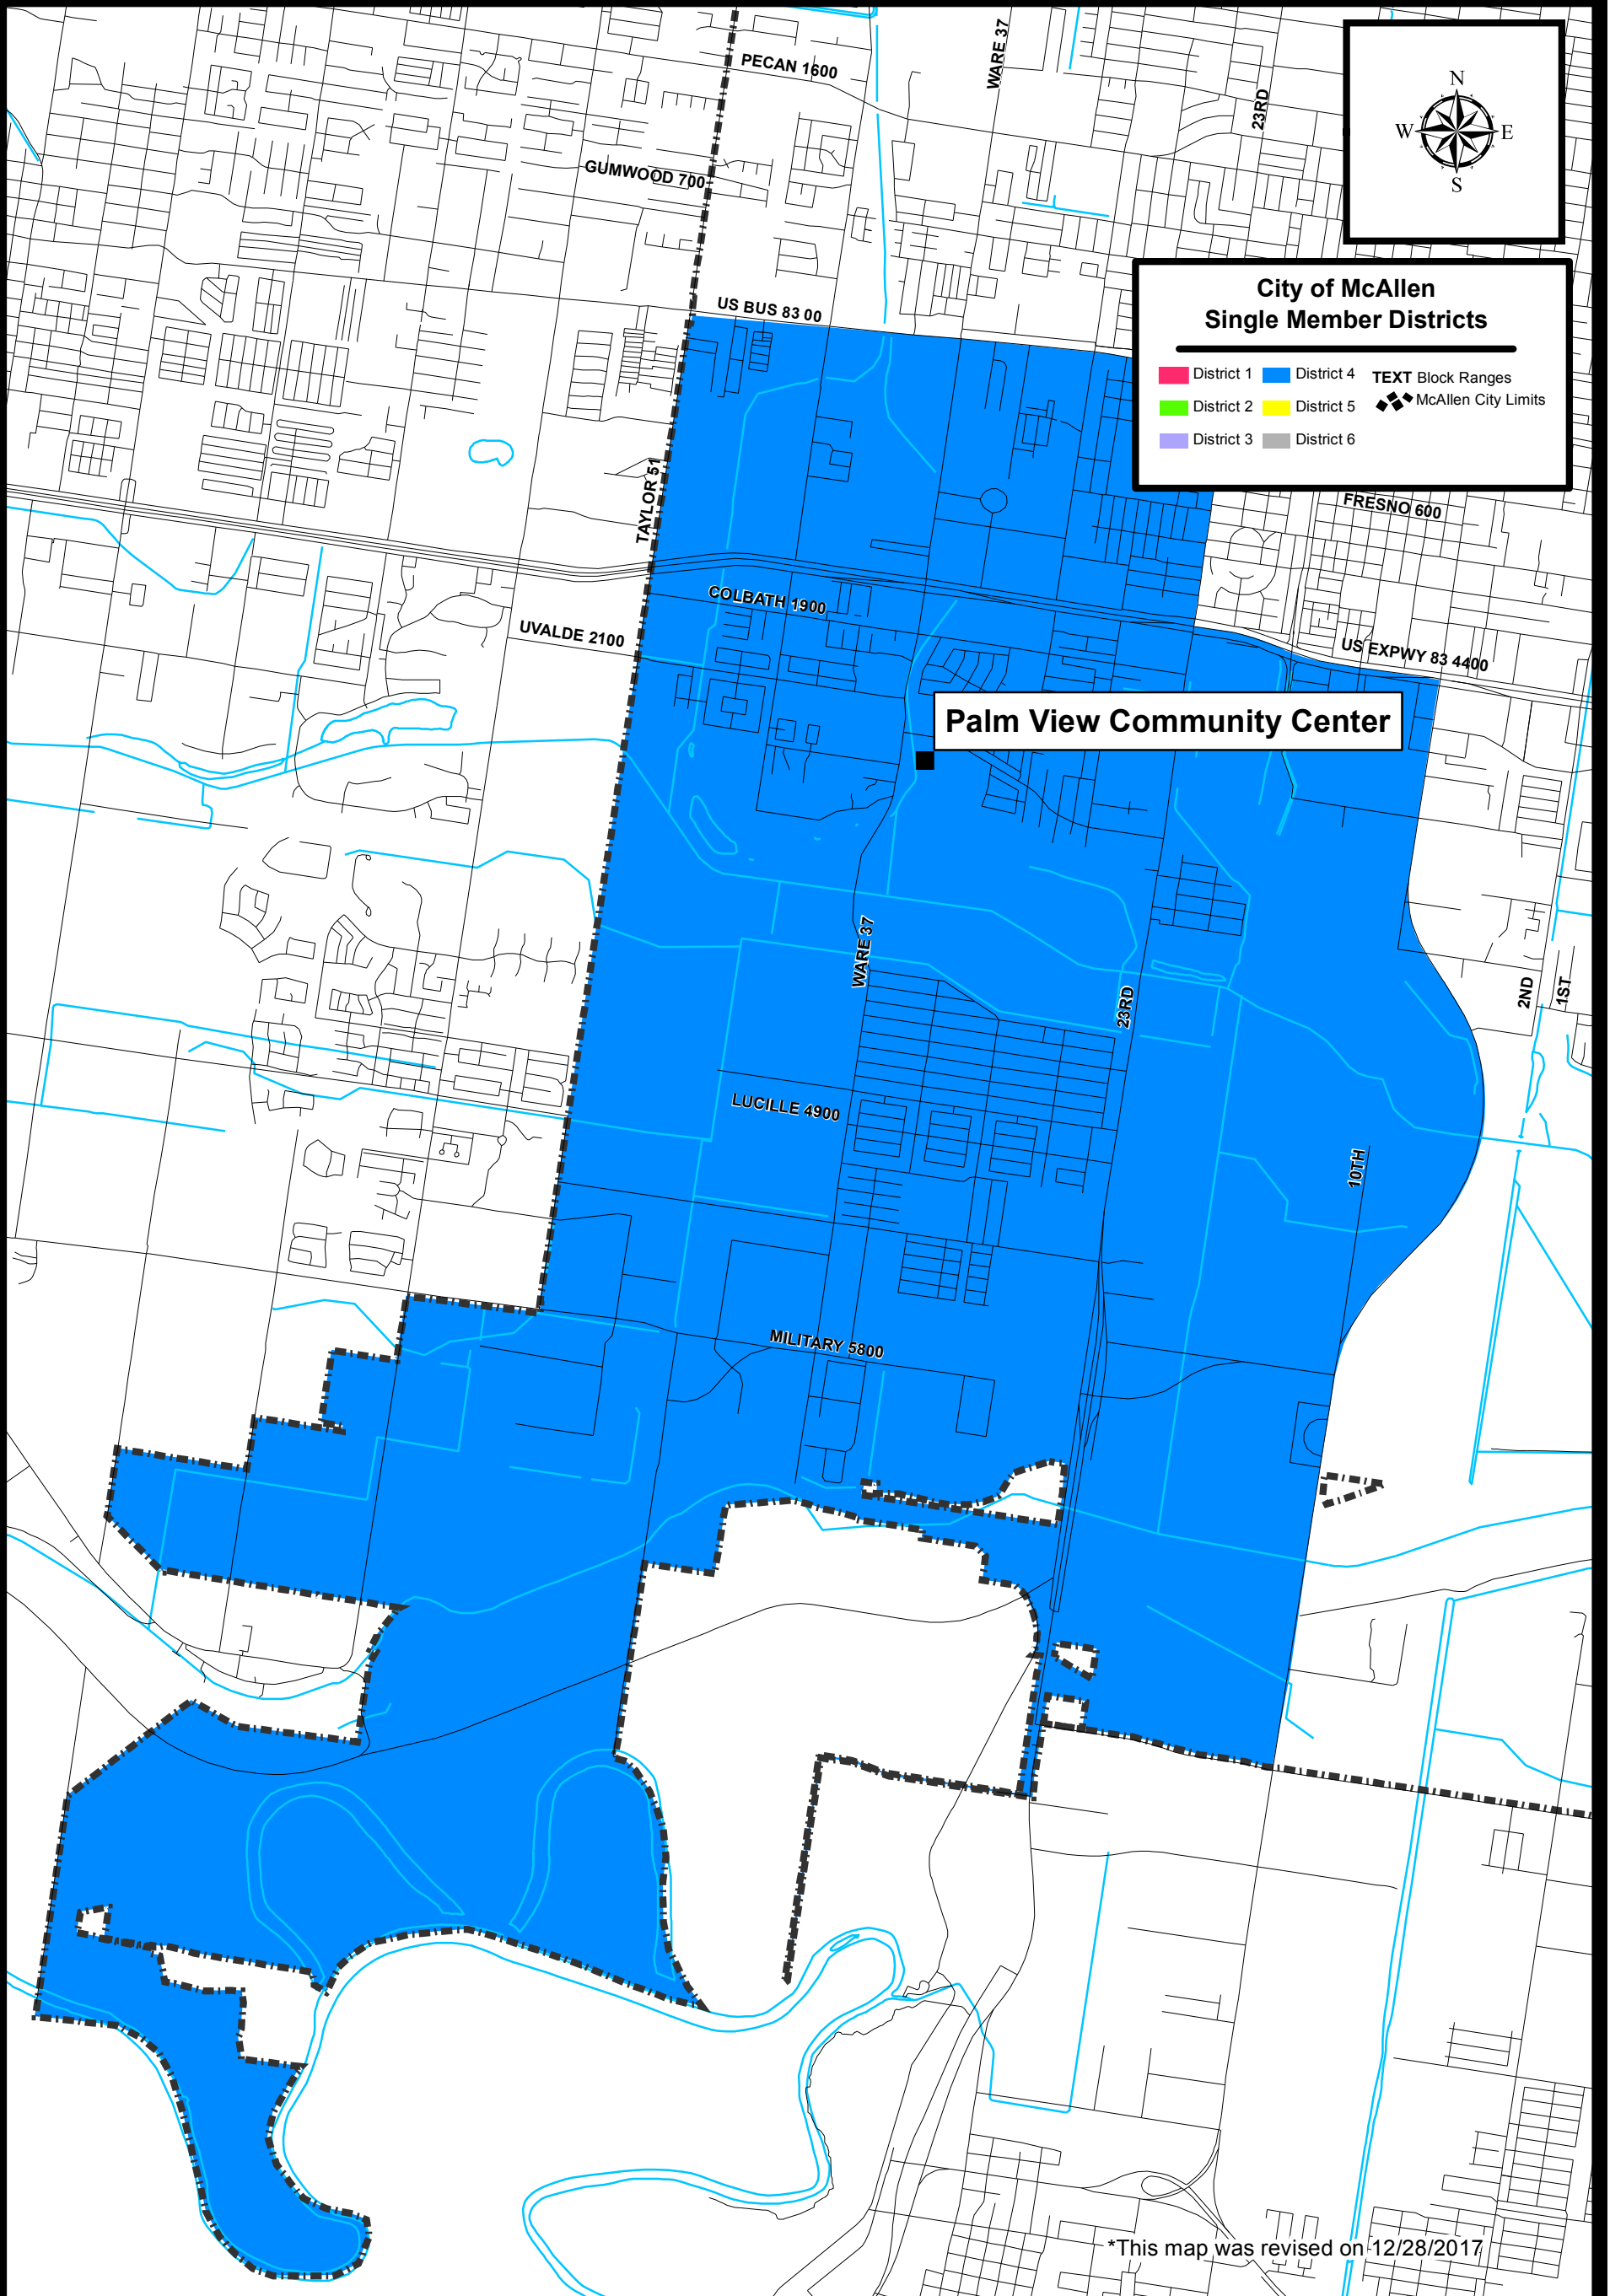 PECAN 1600
WARE 37
23RD
N
W
E
S
GUMWOOD 700
City of McAllen
Single Member Districts
US BUS 83 00
District 1
District 4
TEXT Block Ranges
District 2
District 5
McAllen City Limits
District 3
District 6
TAYLOR 51
FRESNO 600
COLBATH 1900
UVALDE 2100
US EXPWY 83 4400
Palm View Community Center
WARE 37
23RD
2ND
1ST
LUCILLE 4900
10TH
MILITARY 5800
*This map was revised on 12/28/2017